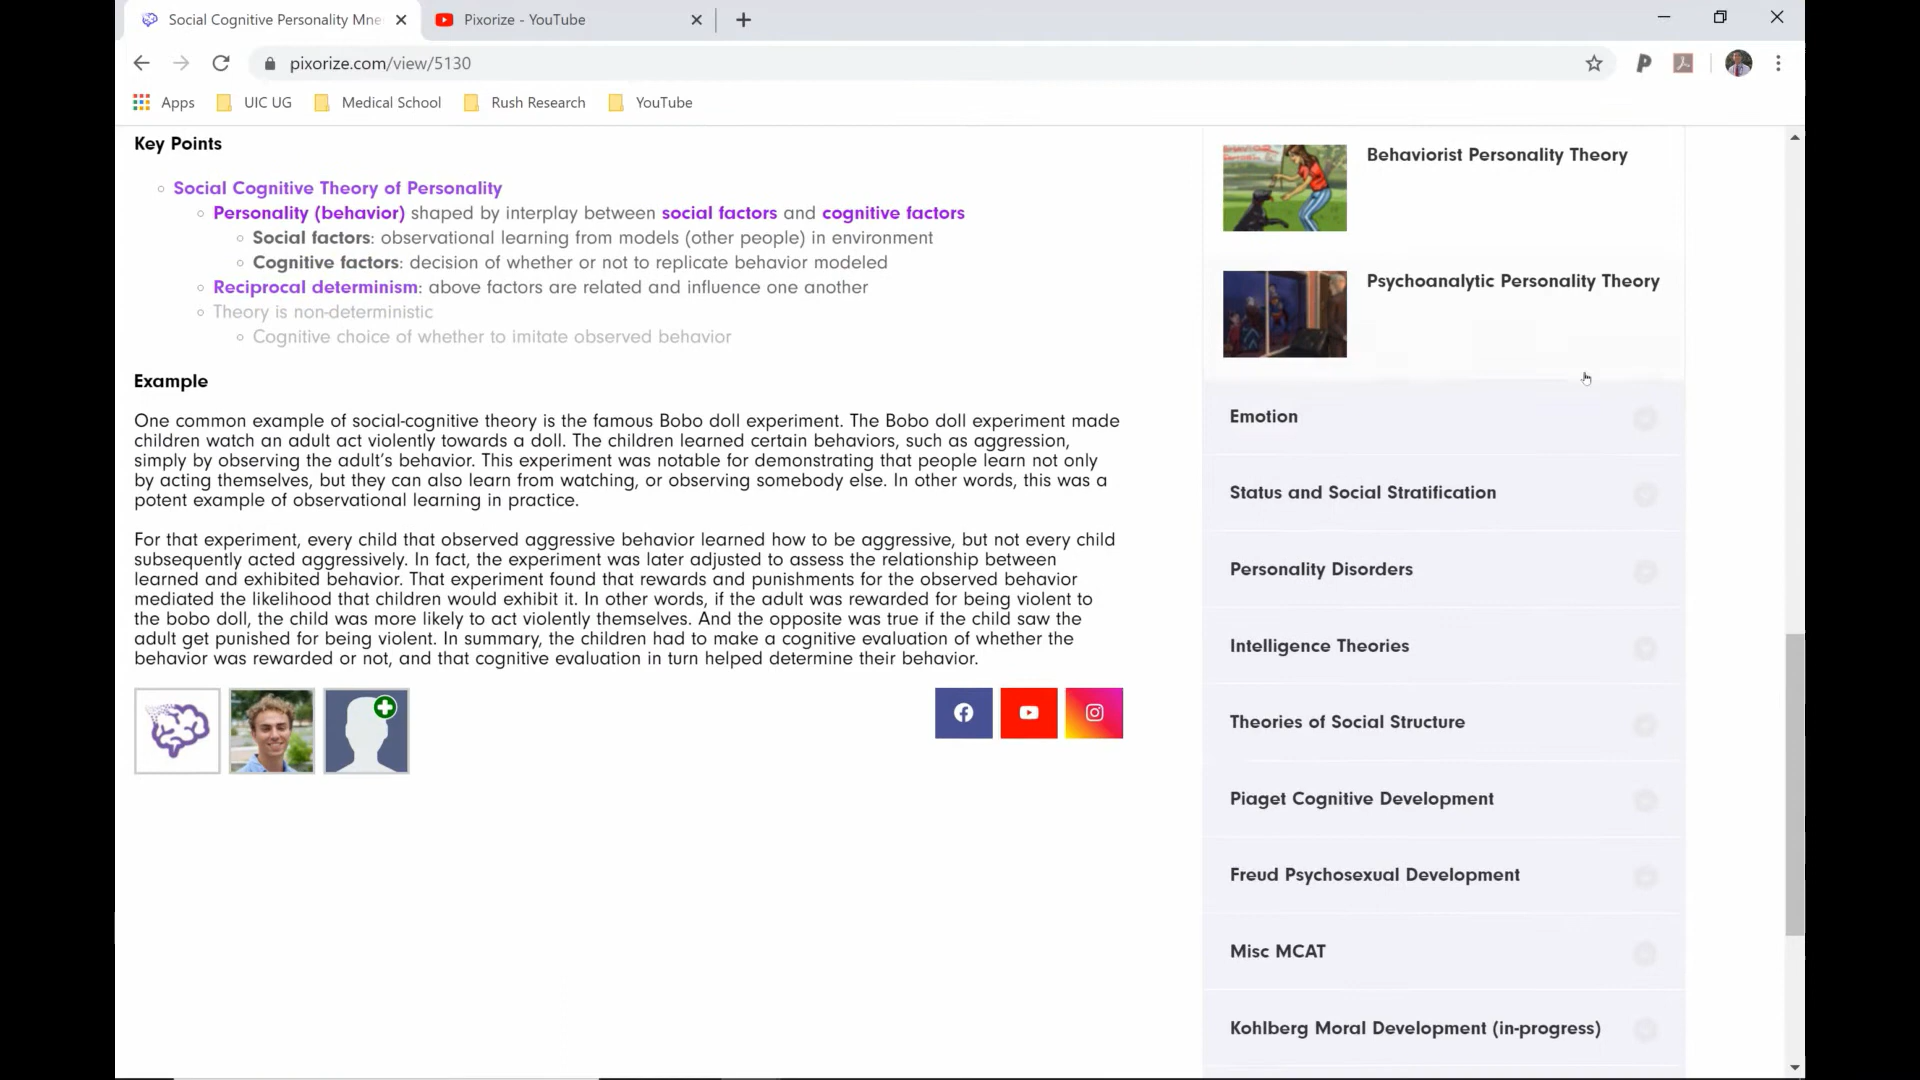 Social Cognitive Personality Mne
Pixorize - YouTube
pixorize.com/view/5130
Apps
UIC UG
Medical School
Rush Research
YouTube
Key Points
Social Cognitive Theory of Personality
Personality (behavior) shaped by interplay between social factors and cognitive factors
Social factors: observational learning from models (other people) in environment
Cognitive factors: decision of whether or not to replicate behavior modeled
Reciprocal determinism: above factors are related and influence one another
Theory is non-deterministic
Cognitive choice of whether to imitate observed behavior
Example
One common example of social-cognitive theory is the famous Bobo doll experiment. The Bobo doll experiment made
children watch an adult act violently towards a doll. The children learned certain behaviors, such as aggression,
simply by observing the adult's behavior. This experiment was notable for demonstrating that people learn not only
by acting themselves, but they can also learn from watching, or observing somebody else. In other words, this was a
potent example of observational learning in practice.
For that experiment, every child that observed aggressive behavior learned how to be aggressive, but not every child
subsequently acted aggressively. In fact, the experiment was later adjusted to assess the relationship between
learned and exhibited behavior. That experiment found that rewards and punishments for the observed behavior
mediated the likelihood that children would exhibit it. In other words, if the adult was rewarded for being violent to
the bobo doll, the child was more likely to act violently themselves. And the opposite was true if the child saw the
adult get punished for being violent. In summary, the children had to make a cognitive evaluation of whether the
behavior was rewarded or not, and that cognitive evaluation in turn helped determine their behavior.
Behaviorist Personality Theory
Psychoanalytic Personality Theory
Emotion
Status and Social Stratification
Personality Disorders
Intelligence Theories
Theories of Social Structure
Piaget Cognitive Development
Freud Psychosexual Development
Misc MCAT
Kohlberg Moral Development (in-progress)